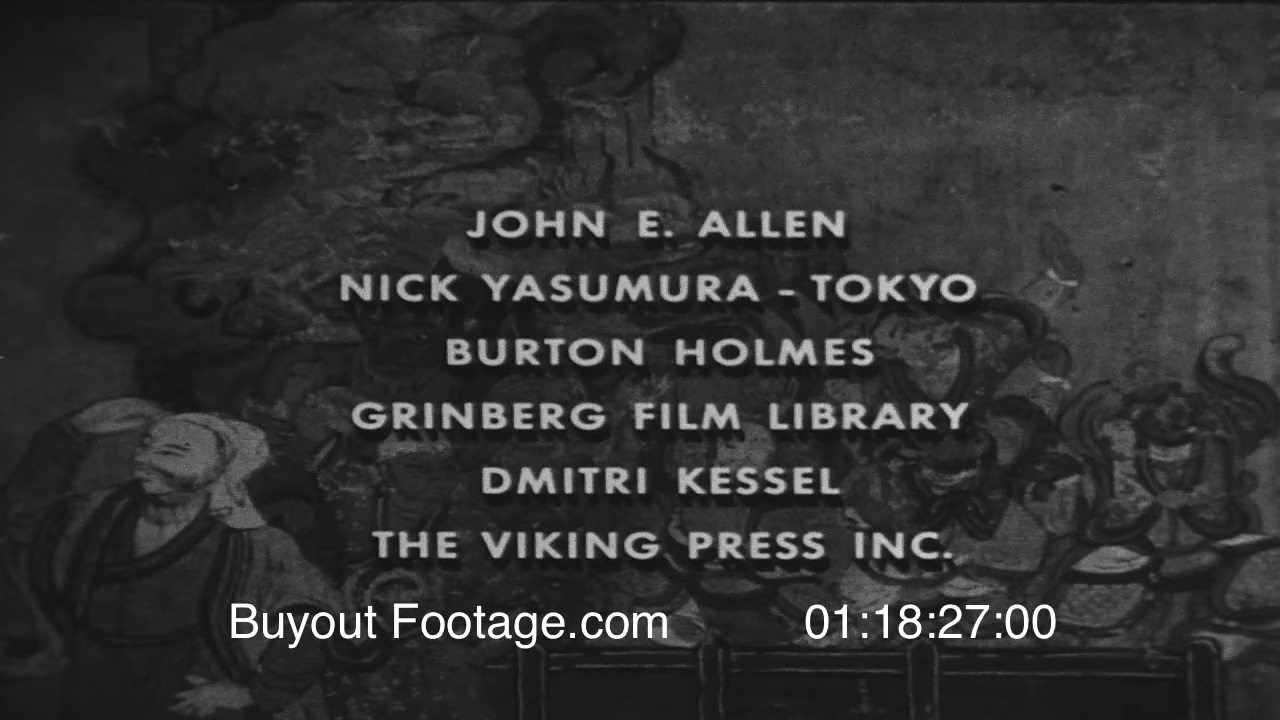 JOHN E. ALLEN
NICK YASUMURA - TOKYO
BURTON HOLMES
GRINBERG FILM LIBRARY
DMITRI KESSEL
THE VIKING PRESS INC.
Buyout Footage.com 01:18:27:00